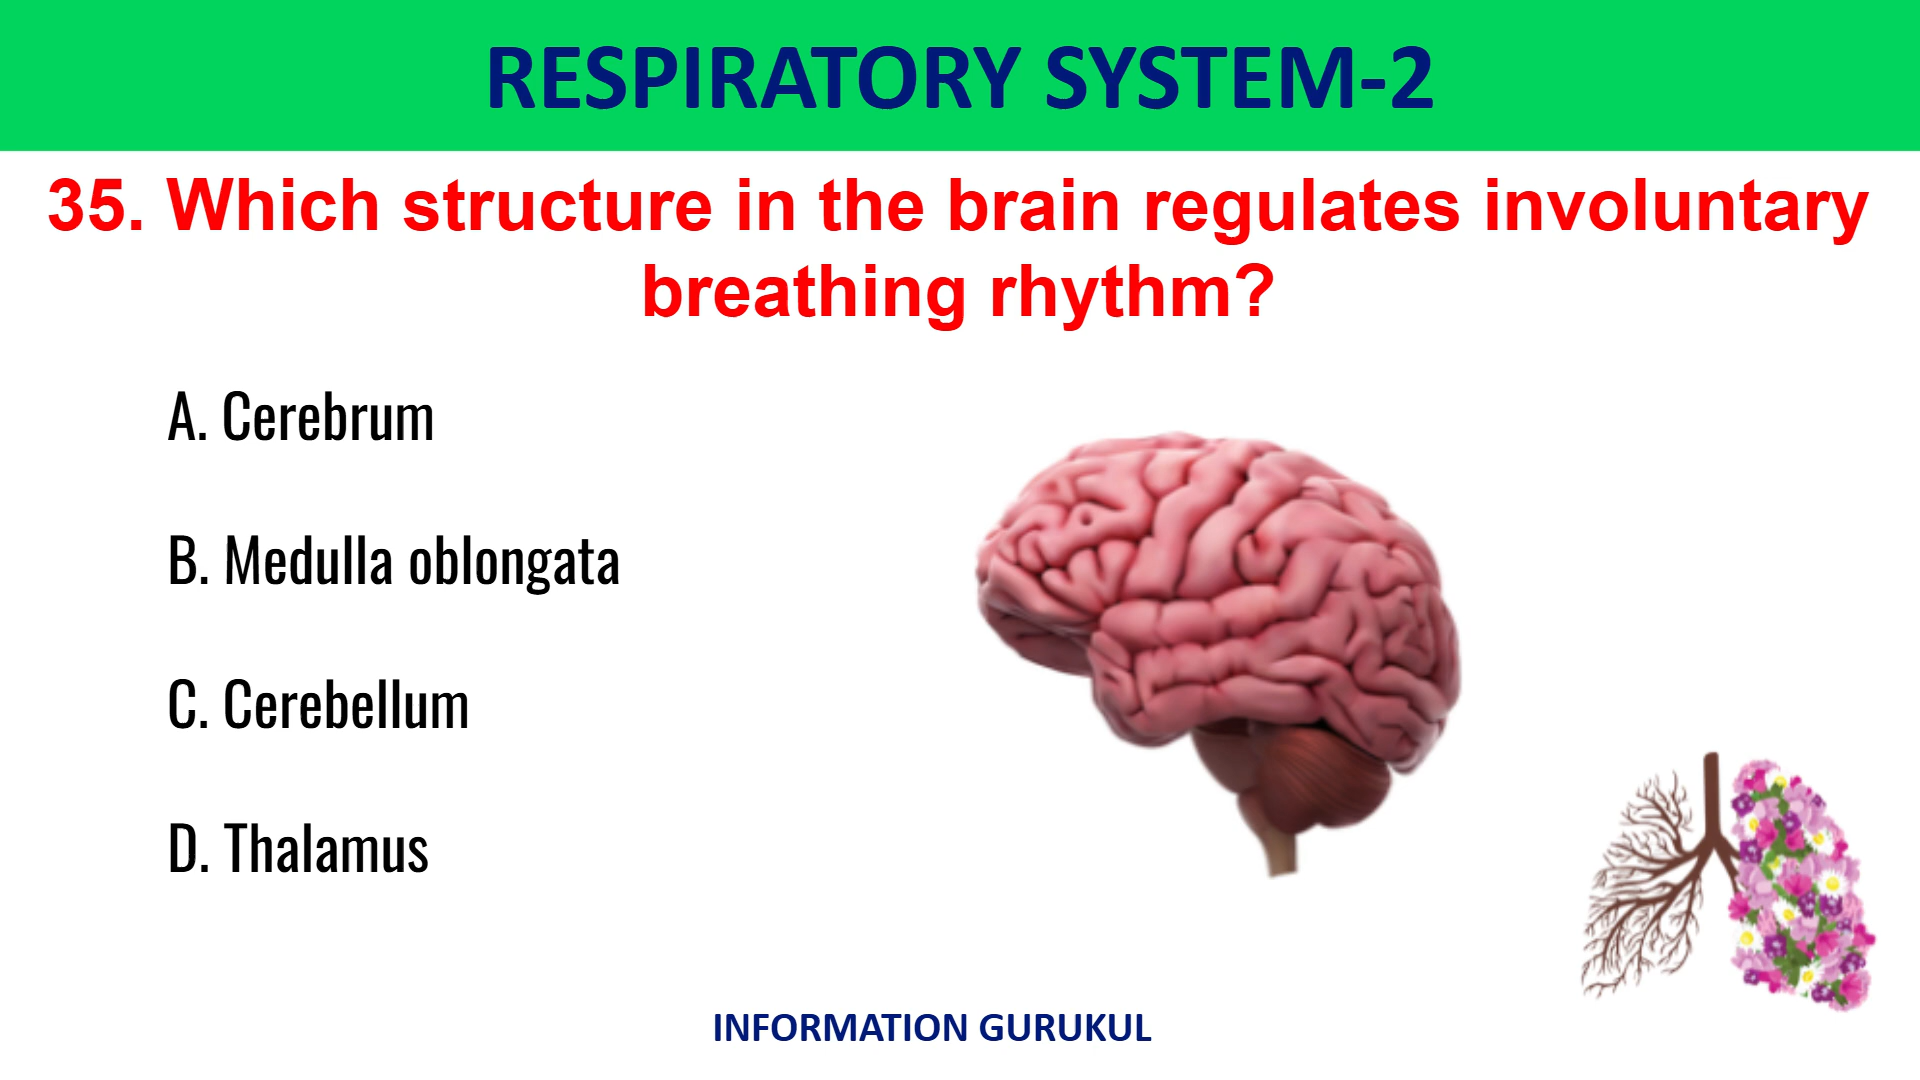 RESPIRATORY SYSTEM-2
35. Which structure in the brain regulates involuntary
breathing rhythm?
A. Cerebrum
B. Medulla oblongata
C. Cerebellum
D. Thalamus
INFORMATION GURUKUL